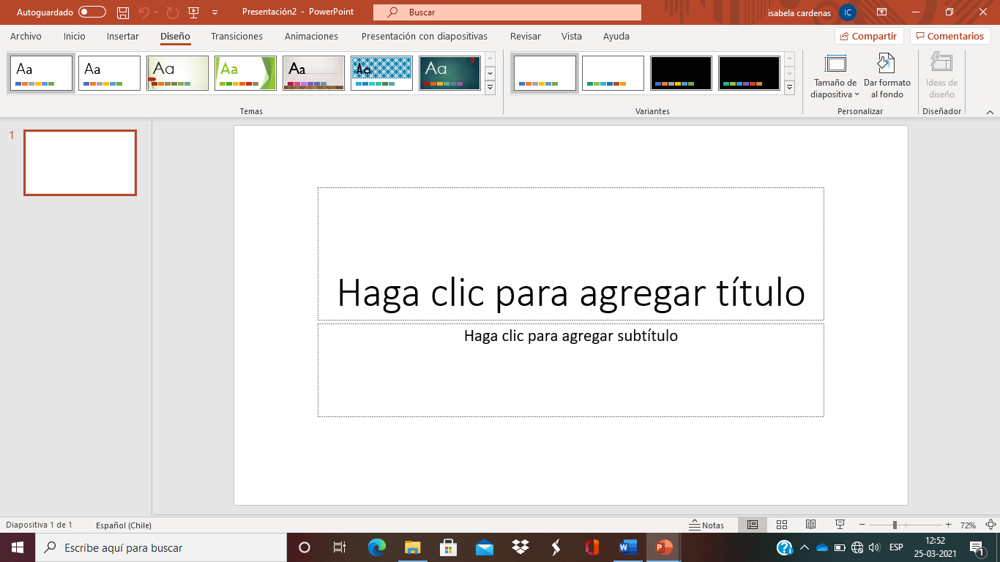 Autoguardado
Presentación2 - PowerPoint
Buscar
isabela cardenas
IC
Archivo Inicio Insertar Diseño Transiciones Animaciones Presentación con diapositivas Revisar Vista Ayuda
Compartir
Comentarios
Aa Aa Aa Aa Aa Aa Aa
Temas
Variantes
Tamaño de
diapositiva
Dar formato
al fondo
Personalizar
Ideas de
diseño
Diseñador
1
Haga clic para agregar título
Haga clic para agregar subtítulo
Diapositiva 1 de 1
Español (Chile)
Notas
72%
Escribe aquí para buscar
ESP
12:52
25-03-2021
1